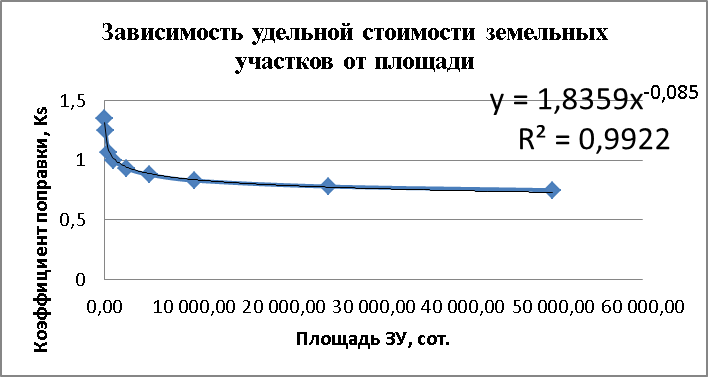 Зависимость удельной стоимости земельных
участков от площади
y = 1,8359x^-0,085
R² = 0,9922
Коэффициент поправки, Ks
1,5
1
0,5
0
0,00 10 000,00 20 000,00 30 000,00 40 000,00 50 000,00 60 000,00
Площадь ЗУ, сот.